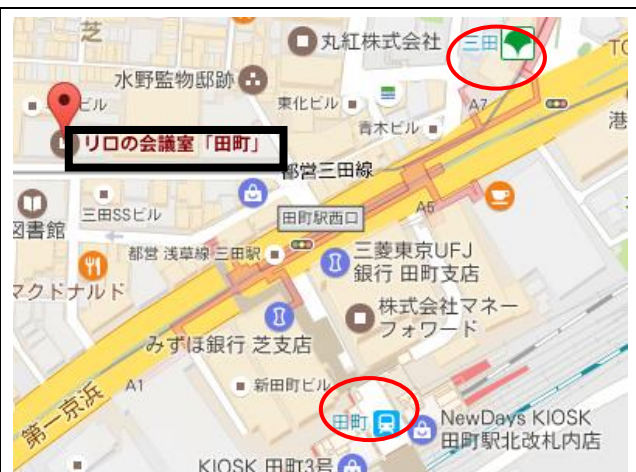 芝
丸紅株式会社
三田
水野監物邸跡
ビル
東化ビル
A7
港
青木ビル
リロの会議室「田町」
都営三田線
三田SSビル
田町駅西口
A6
図書館
都営 浅草線 三田駅
三菱東京UFJ
銀行 田町支店
マクドナルド
株式会社マネー
フォワード
みずほ銀行 芝支店
A1
新田町ビル
第一京浜
田町
NewDays KIOSK
田町駅北改札内店
KIOSK 田町3号